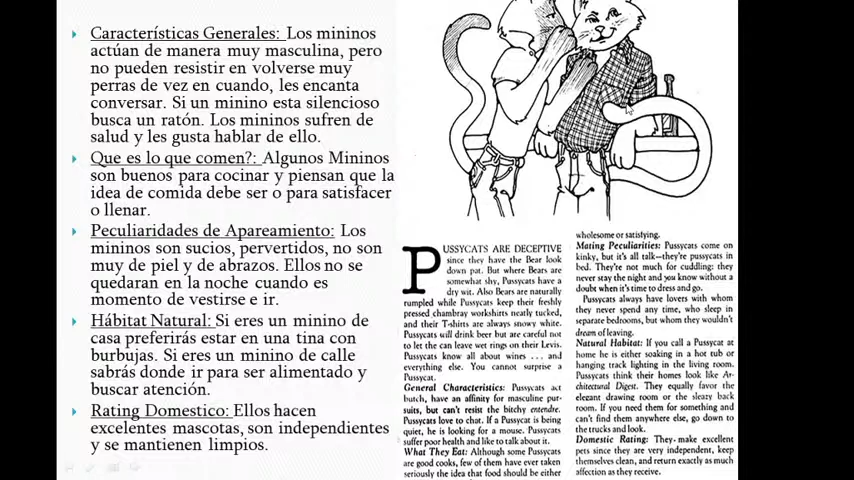 Características Generales: Los mininos
actúan de manera muy masculina, pero
no pueden resistir en volverse muy
perras de vez en cuando, les encanta
conversar. Si un minino esta silencioso
busca un ratón. Los mininos sufren de
salud y les gusta hablar de ello.
Que es lo que comen?: Algunos Mininos
son buenos para cocinar y piensan que la
idea de comida debe ser o para satisfacer
o llenar.
Peculiaridades de Apareamiento: Los
mininos son sucios, pervertidos, no son
muy de piel y de abrazos. Ellos no se
quedaran en la noche cuando es
momento de vestirse e ir.
Hábitat Natural: Si eres un minino de
casa preferirás estar en una tina con
burbujas. Si eres un minino de calle
sabrás donde ir para ser alimentado y
buscar atención.
Rating Domestico: Ellos hacen
excelentes mascotas, son independientes
y se mantienen limpios.
PUSSYCATS ARE DECEPTIVE
since they have the Bear look
down pat. But where Bears are
somewhat shy, Pussycats have a
dry wit. Also Bears are naturally
rumpled while Pussycats keep their freshly
pressed chambray workshirts neatly tucked,
and their T-shirts are always snowy white.
Pussycats will drink beer but are careful not
to let the can leave wet rings on their Levis.
Pussycats know all about wines . . . and
everything else. You cannot surprise a
Pussycat.
General Characteristics: Pussycats act
butch, have an affinity for masculine pur-
suits, but can't resist the bitchy entendre.
Pussycats love to chat. If a Pussycat is being
quiet, he is looking for a mouse. Pussycats
suffer poor health and like to talk about it.
What They Eat: Although some Pussycats
are good cooks, few of them have ever taken
seriously the idea that food should be either
wholesome or satisfying.
Mating Peculiarities: Pussycats come on
kinky, but it's all talk—they're pussycats in
bed. They're not much for cuddling: they
never stay the night and you know without a
doubt when it's time to dress and go.
Pussycats always have lovers with whom
they never spend any time, who sleep in
separate bedrooms, but whom they wouldn't
dream of leaving.
Natural Habitat: If you call a Pussycat at
home he is either soaking in a hot tub or
hanging track lighting in the living room.
Pussycats think their homes look like Ar-
chitectural Digest. They equally favor the
elegant drawing room or the sleazy back
room. If you need them for something and
can't find them anywhere else, go down to
the trucks and look.
Domestic Rating: They make excellent
pets since they are very independent, keep
themselves clean, and return exactly as much
affection as they receive.